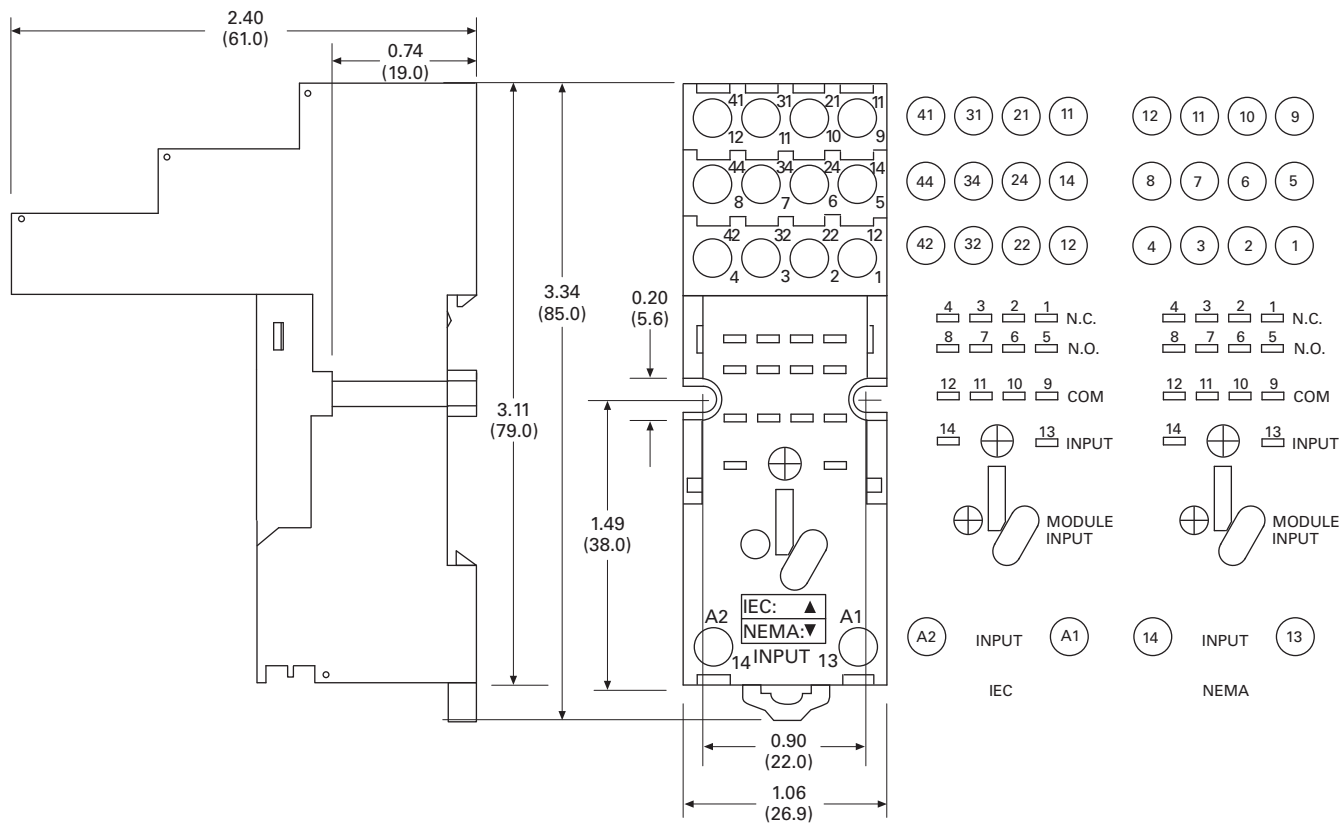 2.40
(61.0)
0.74
(19.0)
3.34
(85.0)
3.11
(79.0)
0.20
(5.6)
1.49
(38.0)
41 31 21 11
12 11 10 9
44 34 24 14
8 7 6 5
42 32 22 12
4 3 2 1
IEC: ▲
NEMA:▼
A2 A1
14 INPUT 13
0.90
(22.0)
1.06
(26.9)
41 31 21 11
44 34 24 14
42 32 22 12
4 3 2 1 N.C.
8 7 6 5 N.O.
12 11 10 9 COM
14 13 INPUT
MODULE
INPUT
A2 INPUT A1
IEC
12 11 10 9
8 7 6 5
4 3 2 1
4 3 2 1 N.C.
8 7 6 5 N.O.
12 11 10 9 COM
14 13 INPUT
MODULE
INPUT
14 INPUT 13
NEMA